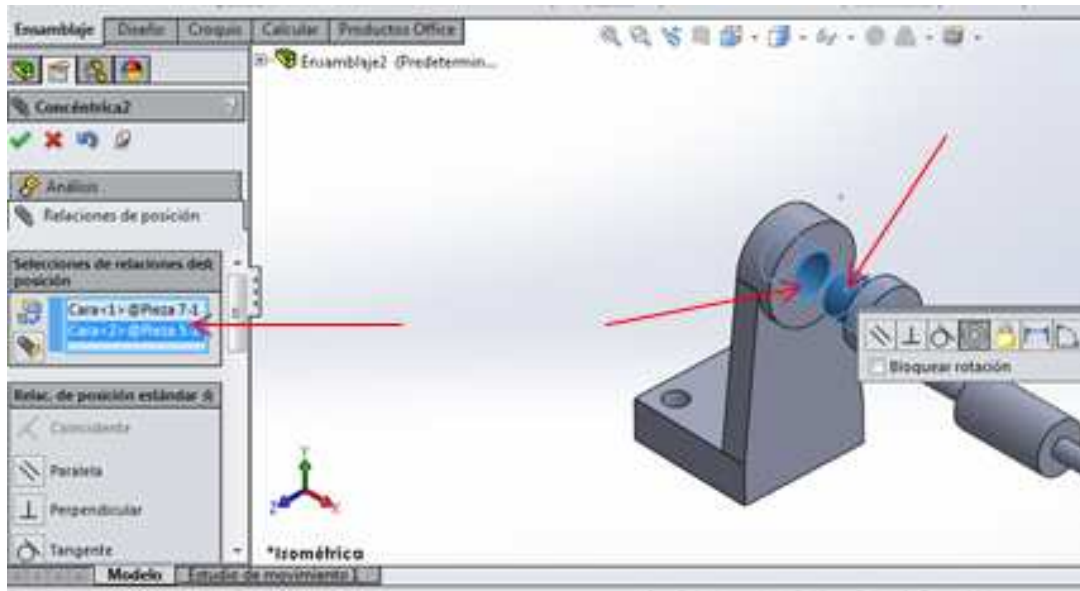 Ensamblaje Diseño Croquis Calcular Productos Office
Ensamblaje2 (Predetermin...
Concéntrica2
Análisis
Relaciones de posición
Selecciones de relaciones de
posición
Cara<1>@Pieza 7-1
Cara<2>@Pieza 5
Relac. de posición estándar
Coincidente
Paralela
Perpendicular
Tangente
Bloquear rotación
Y
Z
X
*Isométrica
Modelo Estudio de movimiento 1